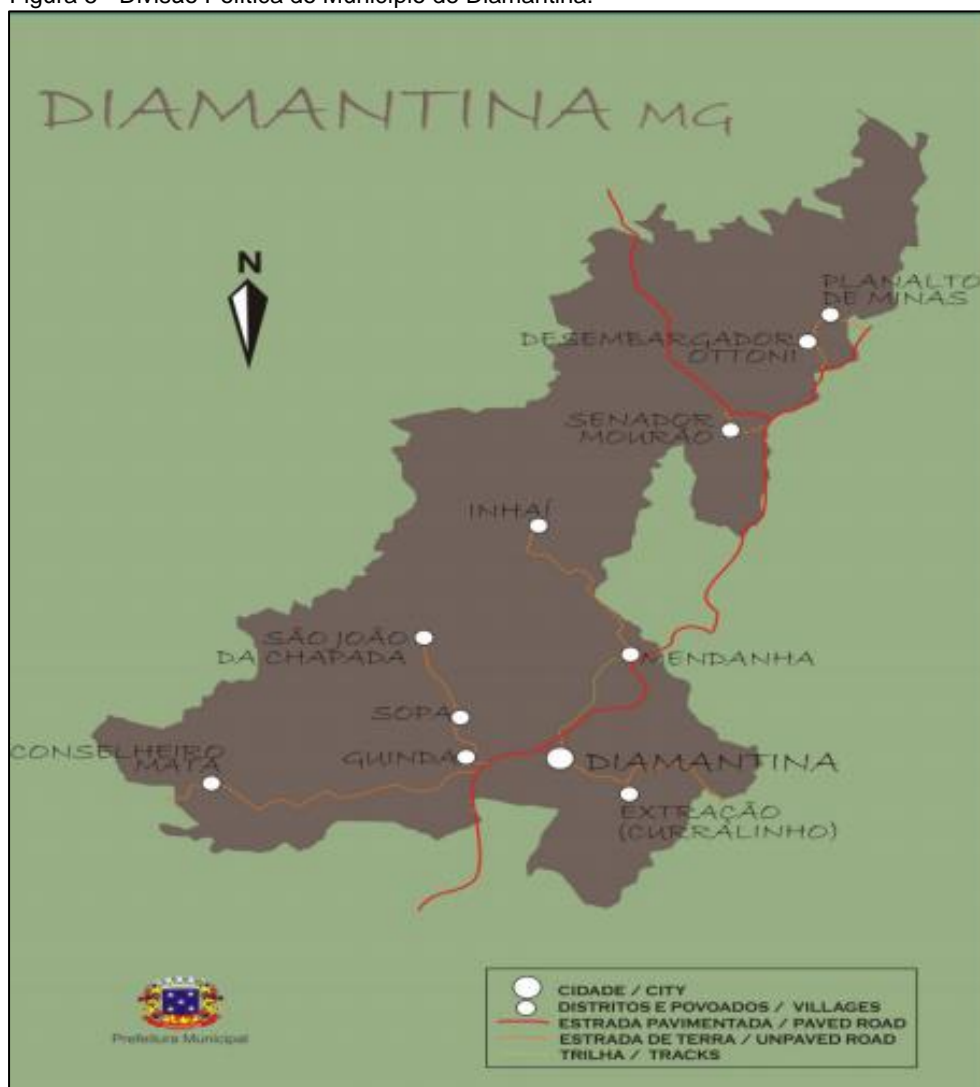 Figura 8 - Divisão Política do Município de Diamantina.
DIAMANTINA MG
N
PLANALTO
DE MINAS
DESEMBARGADOR
OTTONI
SENADOR
MOURÃO
INHAÍ
SÃO JOÃO
DA CHAPADA
MENDANHA
SOPA
CONSELHEIRO
MATA
GUINDA
DIAMANTINA
EXTRAÇÃO
(CURRALINHO)
CIDADE / CITY
DISTRITOS E POVOADOS / VILLAGES
ESTRADA PAVIMENTADA / PAVED ROAD
ESTRADA DE TERRA / UNPAVED ROAD
TRILHA / TRACKS
Prefeitura Municipal